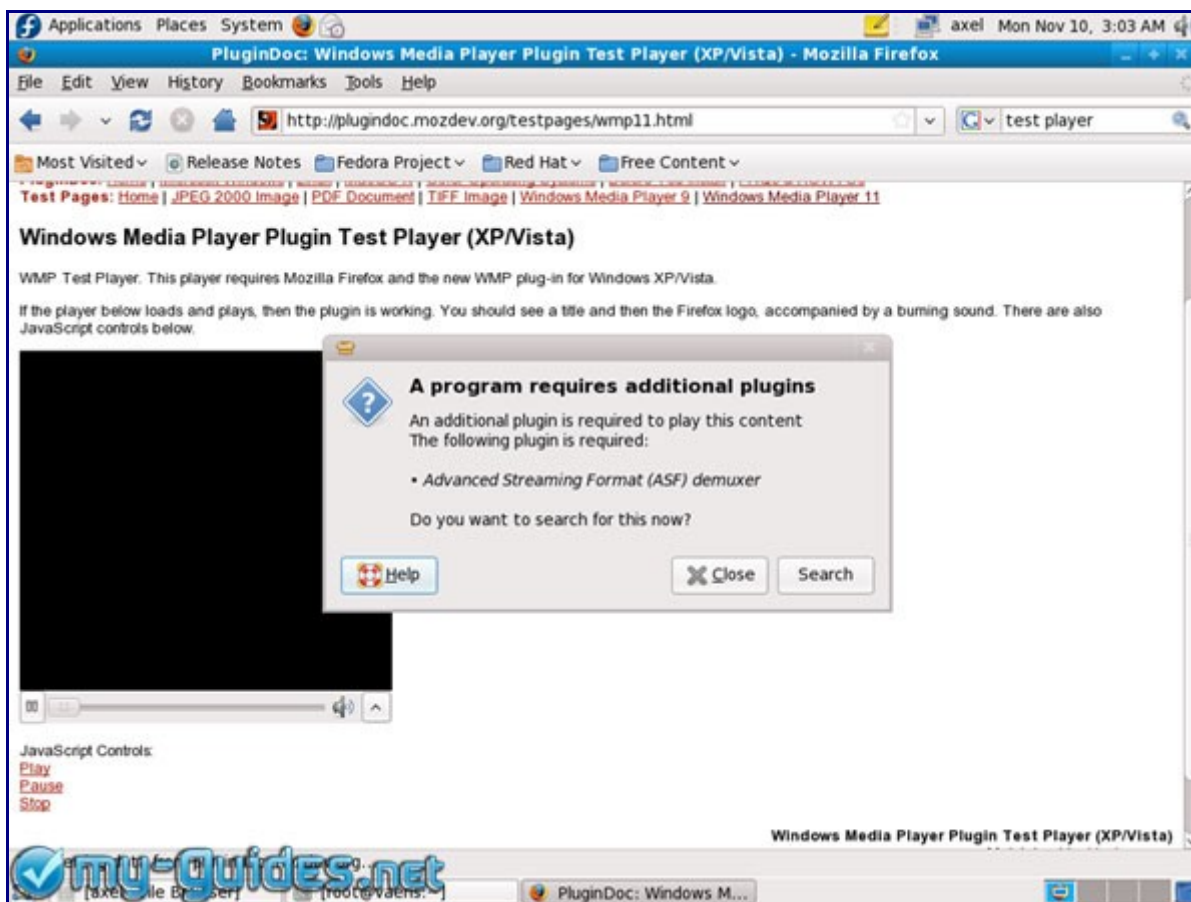 Applications Places System axel Mon Nov 10, 3:03 AM
PluginDoc: Windows Media Player Plugin Test Player (XP/Vista) - Mozilla Firefox
File Edit View History Bookmarks Tools Help
http://plugindoc.mozdev.org/testpages/wmp11.html test player
Most Visited Release Notes Fedora Project Red Hat Free Content
Test Pages: Home | JPEG 2000 Image | PDF Document | TIFF Image | Windows Media Player 9 | Windows Media Player 11
Windows Media Player Plugin Test Player (XP/Vista)
WMP Test Player. This player requires Mozilla Firefox and the new WMP plug-in for Windows XP/Vista.
If the player below loads and plays, then the plugin is working. You should see a title and then the Firefox logo, accompanied by a burning sound. There are also
JavaScript controls below.
A program requires additional plugins
An additional plugin is required to play this content
The following plugin is required:
• Advanced Streaming Format (ASF) demuxer
Do you want to search for this now?
Help Close Search
JavaScript Controls:
Play
Pause
Stop
Windows Media Player Plugin Test Player (XP/Vista)
my-guides.net
PluginDoc: Windows M...